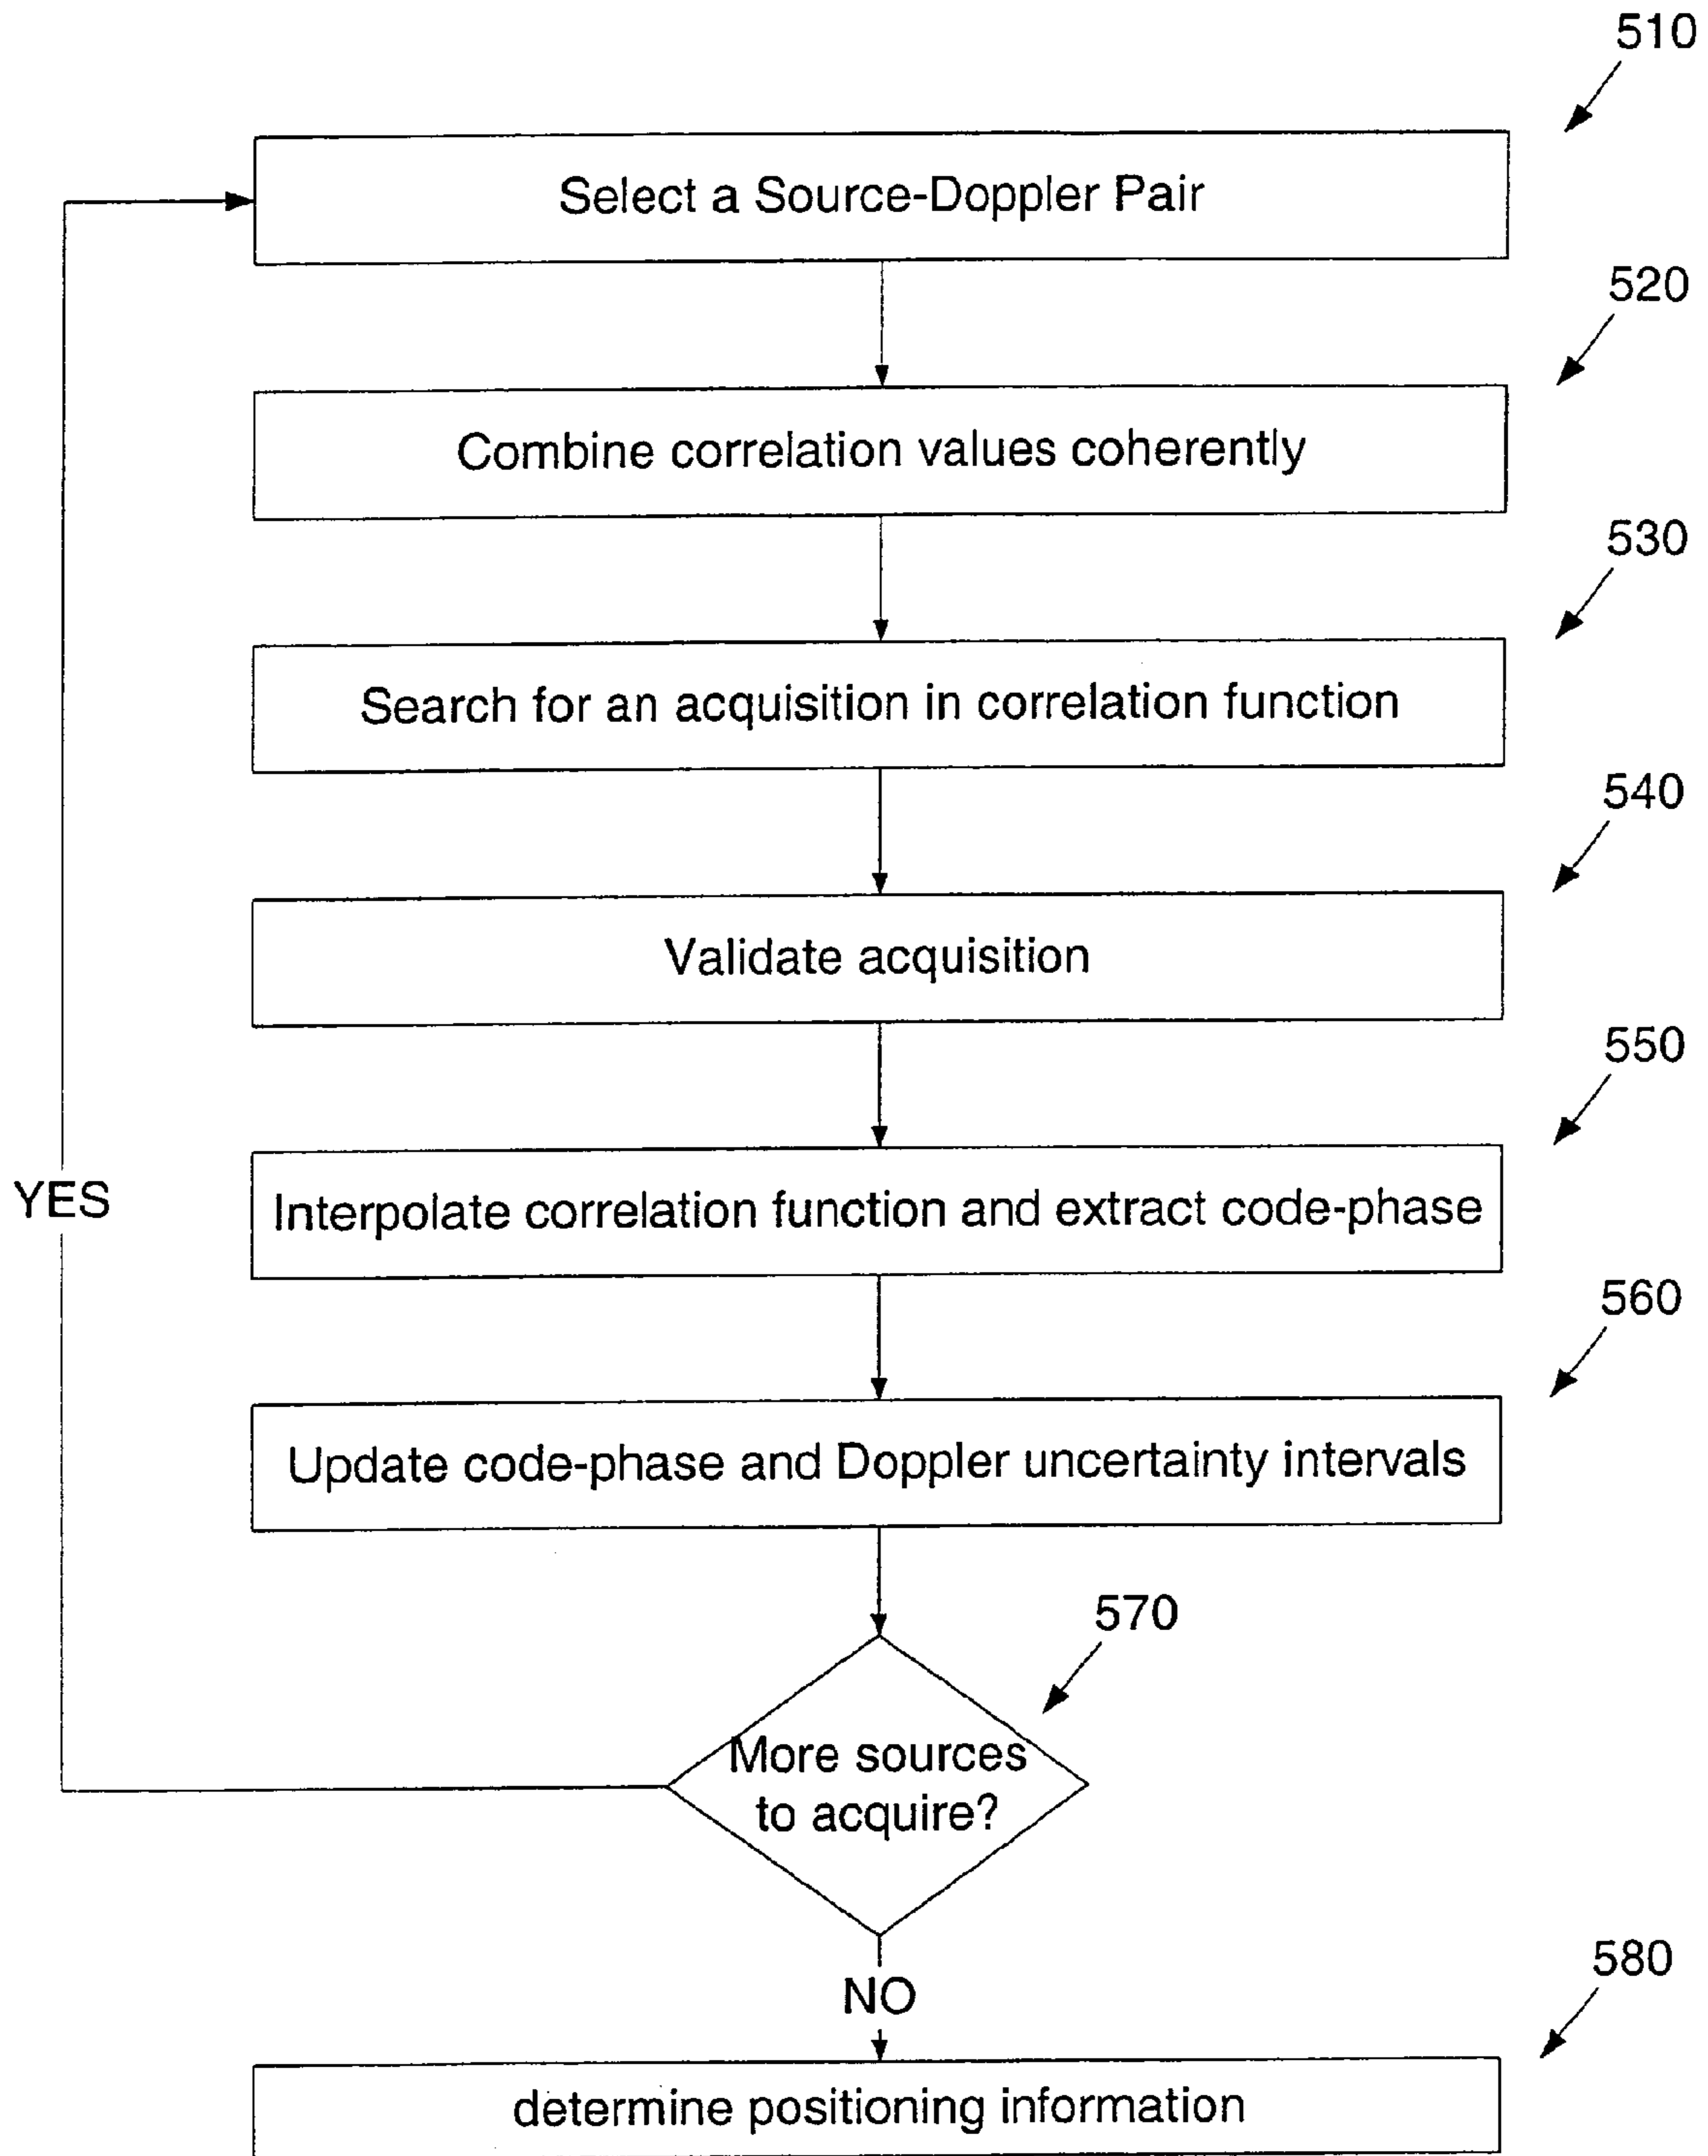 510
Select a Source-Doppler Pair
520
Combine correlation values coherently
530
Search for an acquisition in correlation function
540
Validate acquisition
550
YES
Interpolate correlation function and extract code-phase
560
Update code-phase and Doppler uncertainty intervals
570
More sources
to acquire?
580
NO
determine positioning information